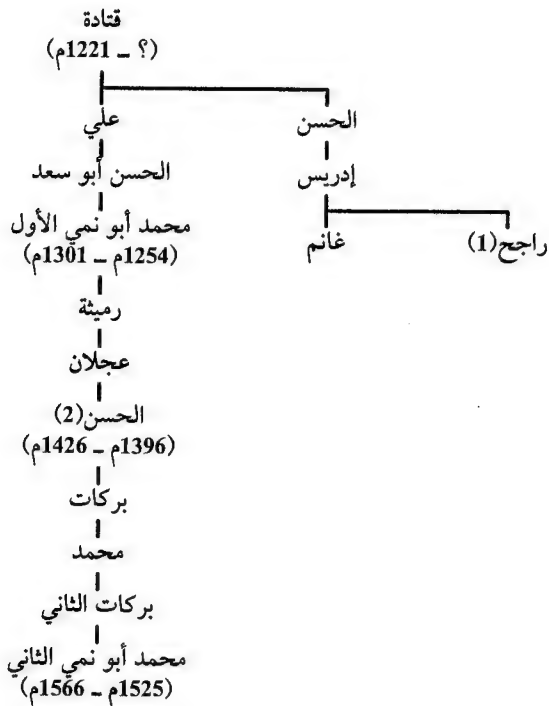 قتادة
(؟ – 1221م)
الحسن
علي
إدريس
الحسن أبو سعد
راجح(1)
غانم
محمد أبو نمي الأول
(1254م – 1301م)
رميثة
عجلان
الحسن(2)
(1396م – 1426م)
بركات
محمد
بركات الثاني
محمد أبو نمي الثاني
(1525م – 1566م)